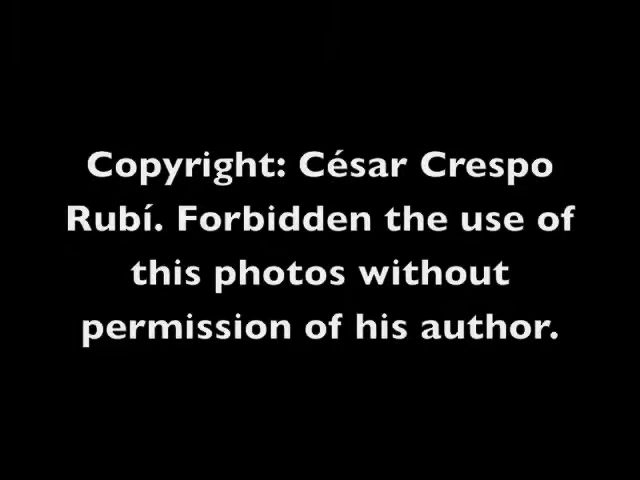 Copyright: César Crespo
Rubí. Forbidden the use of
this photos without
permission of his author.